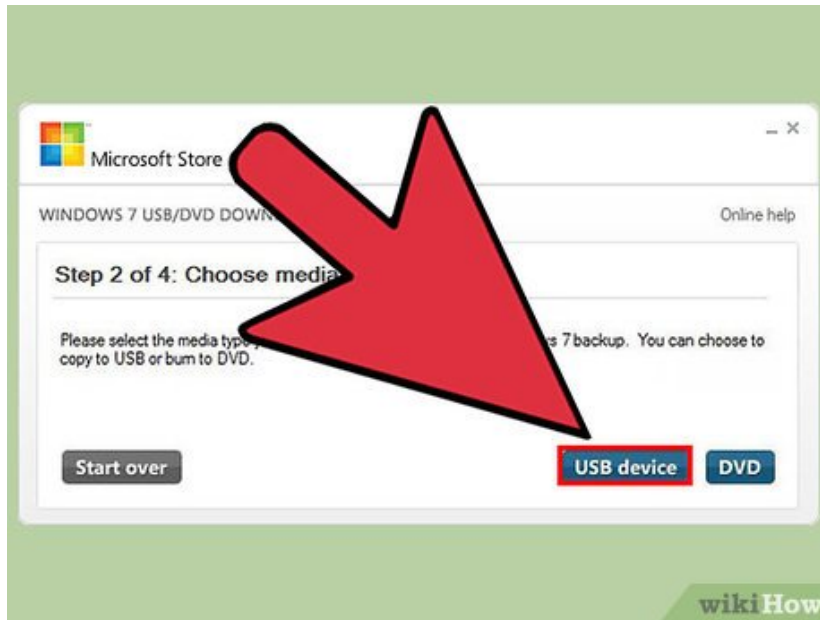 Microsoft Store
WINDOWS 7 USB/DVD DOWN
Online help
Step 2 of 4: Choose media
Please select the media type 7 backup. You can choose to
copy to USB or burn to DVD.
Start over
USB device
DVD
wikiHow